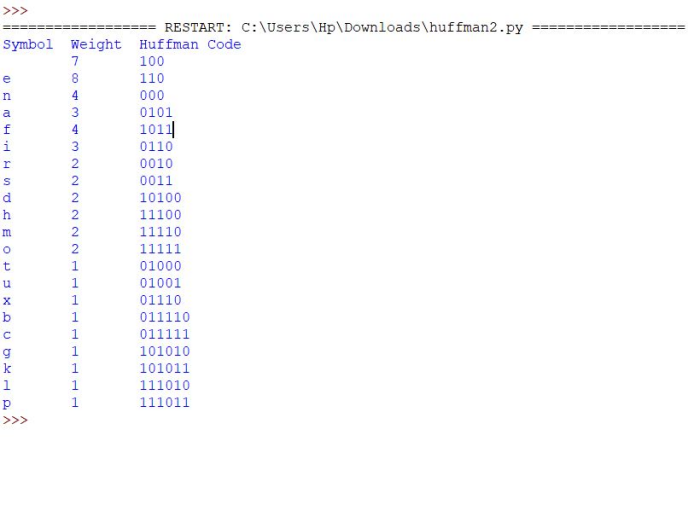 >>>
================== RESTART: C:\Users\Hp\Downloads\huffman2.py ==================
Symbol  Weight  Huffman Code
        7       100
e       8       110
n       4       000
a       3       0101
f       4       1011
i       3       0110
r       2       0010
s       2       0011
d       2       10100
h       2       11100
m       2       11110
o       2       11111
t       1       01000
u       1       01001
x       1       01110
b       1       011110
c       1       011111
g       1       101010
k       1       101011
l       1       111010
p       1       111011
>>>